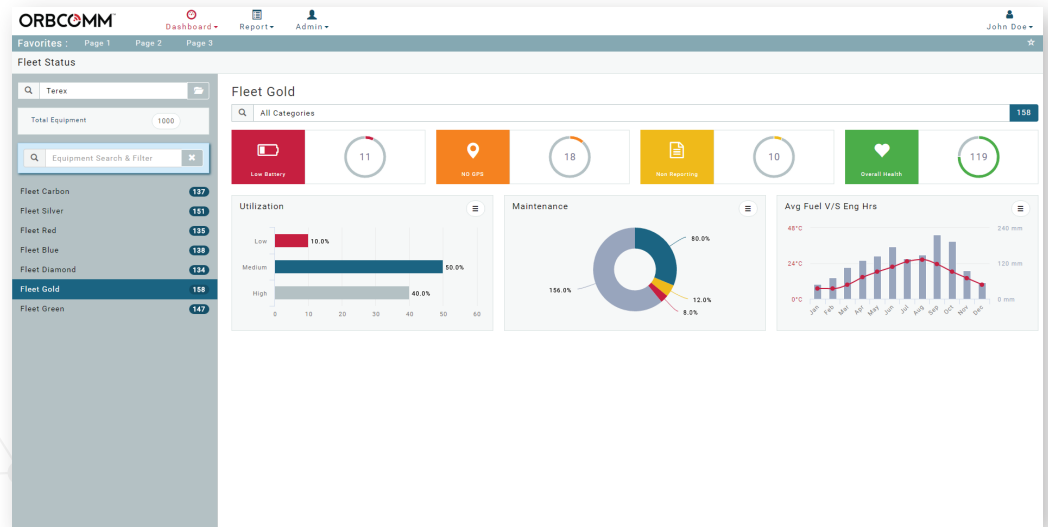 ORBCOMM
Dashboard
Report
Admin
John Doe
Favorites :
Page 1
Page 2
Page 3
Fleet Status
Terex
Total Equipment
1000
Equipment Search & Filter
Fleet Carbon 137
Fleet Silver 151
Fleet Red 135
Fleet Blue 138
Fleet Diamond 134
Fleet Gold 158
Fleet Green 147
Fleet Gold
All Categories
158
Low Battery
11
NO GPS
18
Non Reporting
10
Overall Health
119
Utilization
Low
10.0%
Medium
50.0%
High
40.0%
0 10 20 30 40 50 60
Maintenance
80.0%
156.0%
12.0%
8.0%
Avg Fuel V/S Eng Hrs
48°C
240 mm
24°C
120 mm
0°C
0 mm
Jan Feb Mar Apr May Jun Jul Aug Sep Oct Nov Dec